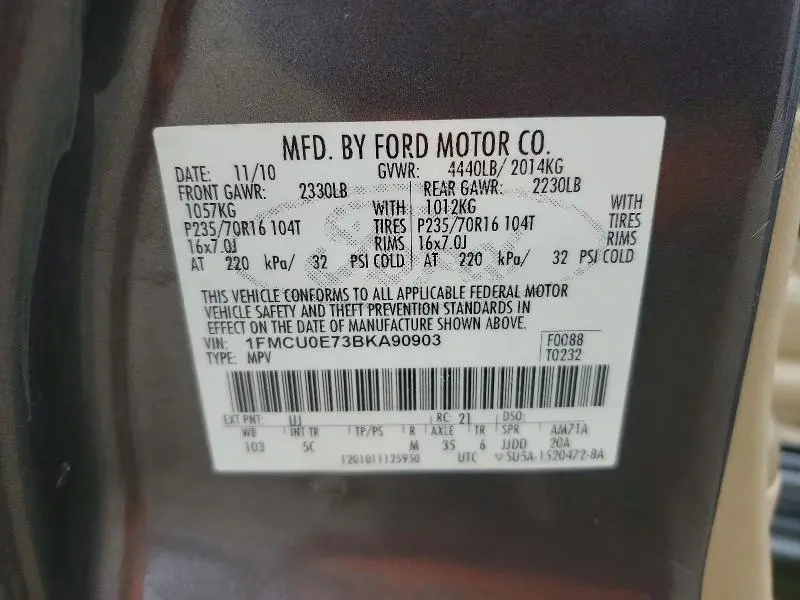 MFD. BY FORD MOTOR CO.
DATE: 11/10 GVWR: 4440LB/ 2014KG
FRONT GAWR: 2330LB REAR GAWR: 2230LB
1057KG WITH 1012KG WITH
P235/70R16 104T TIRES P235/70R16 104T TIRES
16x7.0J RIMS 16x7.0J RIMS
AT 220 kPa/ 32 PSI COLD AT 220 kPa/ 32 PSI COLD
THIS VEHICLE CONFORMS TO ALL APPLICABLE FEDERAL MOTOR
VEHICLE SAFETY AND THEFT PREVENTION STANDARDS IN
EFFECT ON THE DATE OF MANUFACTURE SHOWN ABOVE.
VIN: 1FMCU0E73BKA90903 F0088
TYPE: MPV T0232
EXT PNT: UJ RC: 21 DSO:
WB INT TR TP/PS R AXLE TR SPR AM71A
103 5C M 35 6 JJDD 20A
1201011125950 UTC 5U5A-1520472-BA